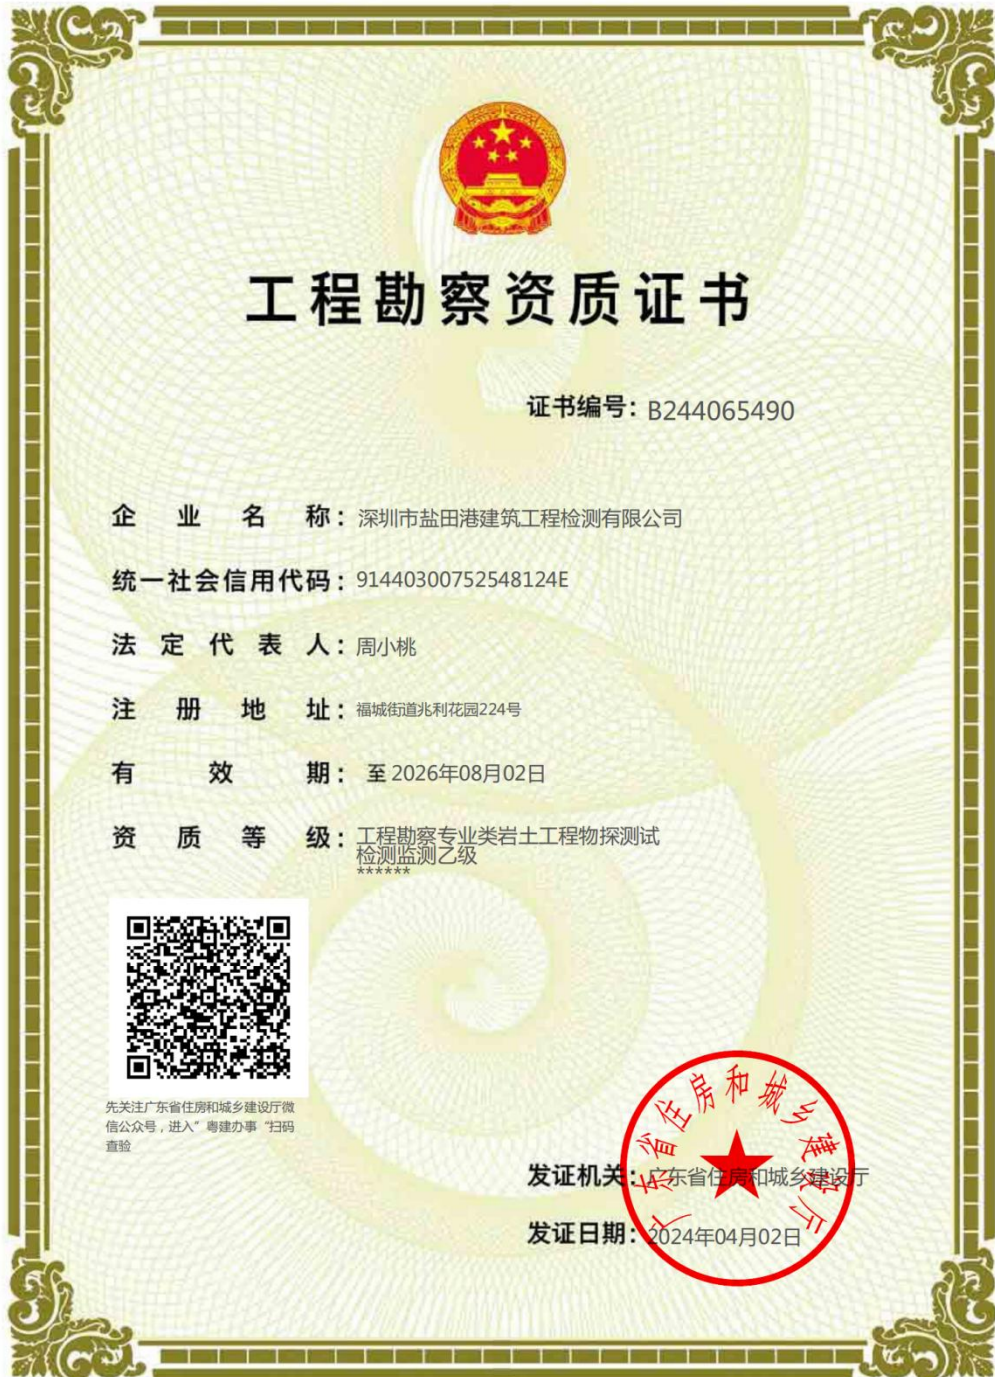 工程勘察资质证书
证书编号：B244065490
企业名称：深圳市盐田港建筑工程检测有限公司
统一社会信用代码：91440300752548124E
法定代表人：周小桃
注册地址：福城街道兆利花园224号
有效期：至2026年08月02日
资质等级：工程勘察专业类岩土工程物探测试
检测监测乙级
******
先关注广东省住房和城乡建设厅微
信公众号，进入”粤建办事“扫码
查验
广东省住房和城乡建设厅
发证机关：广东省住房和城乡建设厅
发证日期：2024年04月02日